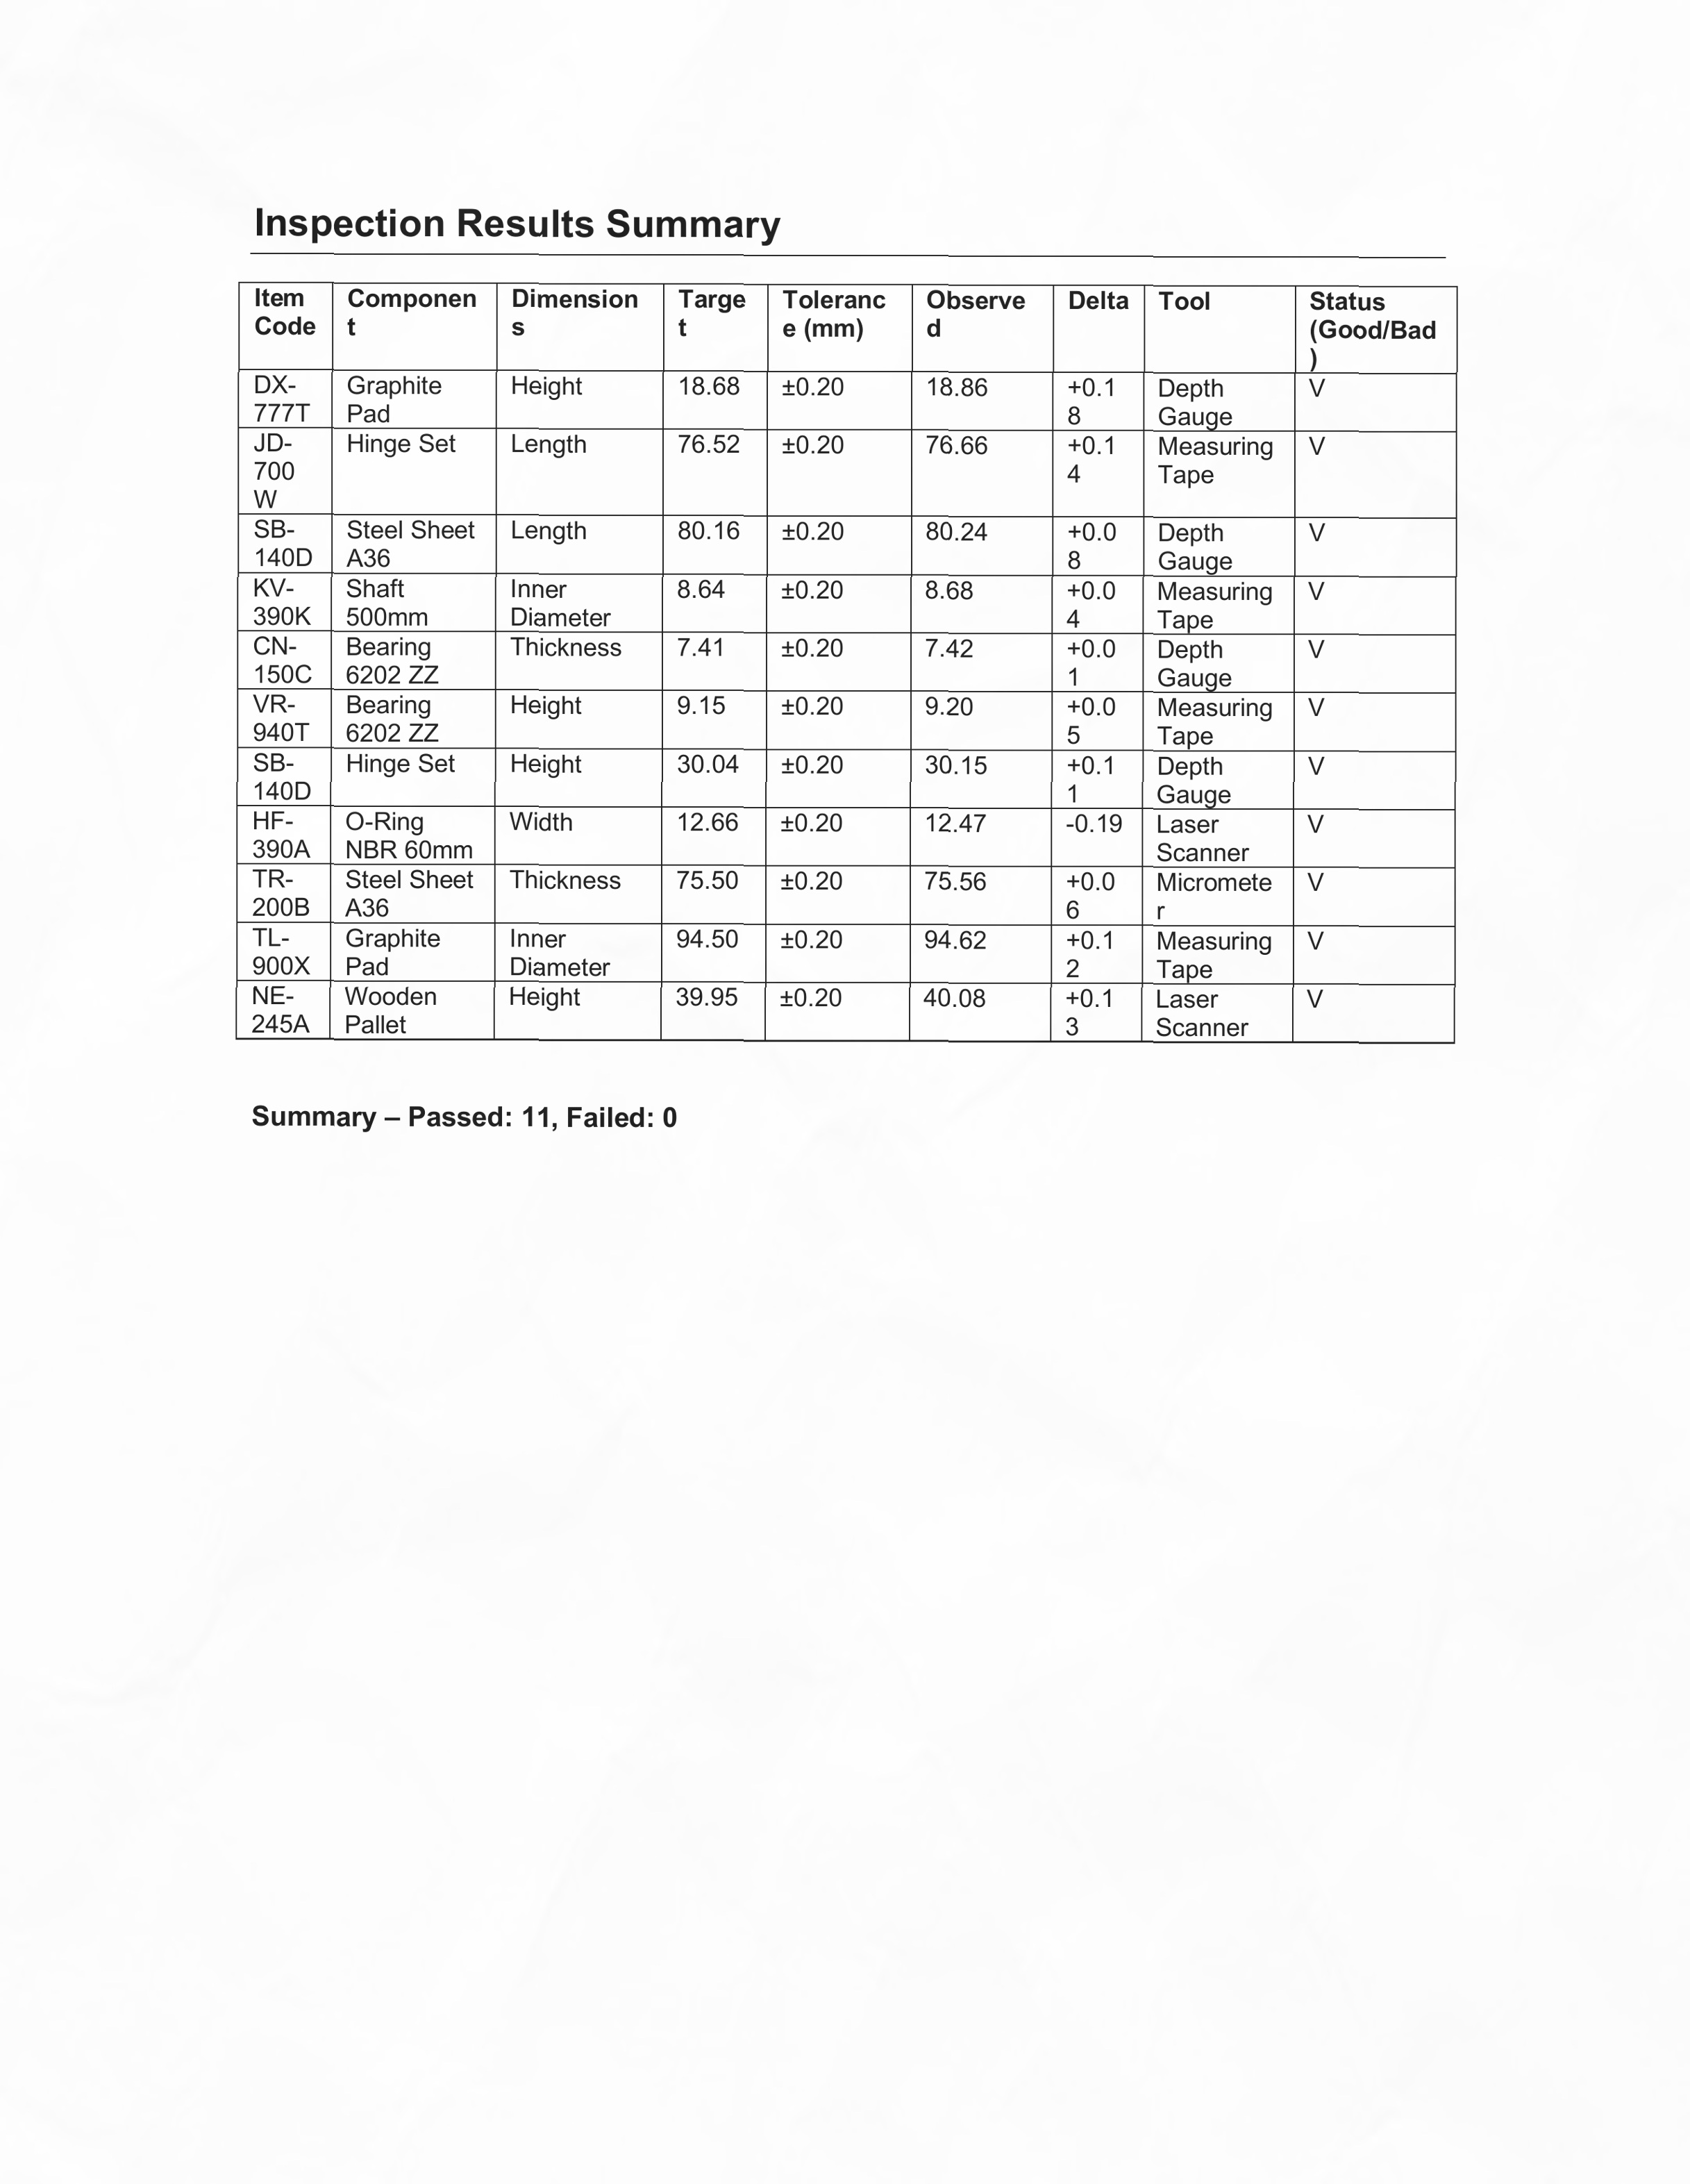 Inspection Results Summary
Item Code | Component | Dimensions | Target | Tolerance (mm) | Observed | Delta | Tool | Status (Good/Bad)
DX-777T | Graphite Pad | Height | 18.68 | ±0.20 | 18.86 | +0.18 | Depth Gauge | V
JD-700W | Hinge Set | Length | 76.52 | ±0.20 | 76.66 | +0.14 | Measuring Tape | V
SB-140D | Steel Sheet A36 | Length | 80.16 | ±0.20 | 80.24 | +0.08 | Depth Gauge | V
KV-390K | Shaft 500mm | Inner Diameter | 8.64 | ±0.20 | 8.68 | +0.04 | Measuring Tape | V
CN-150C | Bearing 6202 ZZ | Thickness | 7.41 | ±0.20 | 7.42 | +0.01 | Depth Gauge | V
VR-940T | Bearing 6202 ZZ | Height | 9.15 | ±0.20 | 9.20 | +0.05 | Measuring Tape | V
SB-140D | Hinge Set | Height | 30.04 | ±0.20 | 30.15 | +0.11 | Depth Gauge | V
HF-390A | O-Ring NBR 60mm | Width | 12.66 | ±0.20 | 12.47 | -0.19 | Laser Scanner | V
TR-200B | Steel Sheet A36 | Thickness | 75.50 | ±0.20 | 75.56 | +0.06 | Micrometer | V
TL-900X | Graphite Pad | Inner Diameter | 94.50 | ±0.20 | 94.62 | +0.12 | Measuring Tape | V
NE-245A | Wooden Pallet | Height | 39.95 | ±0.20 | 40.08 | +0.13 | Laser Scanner | V
Summary – Passed: 11, Failed: 0